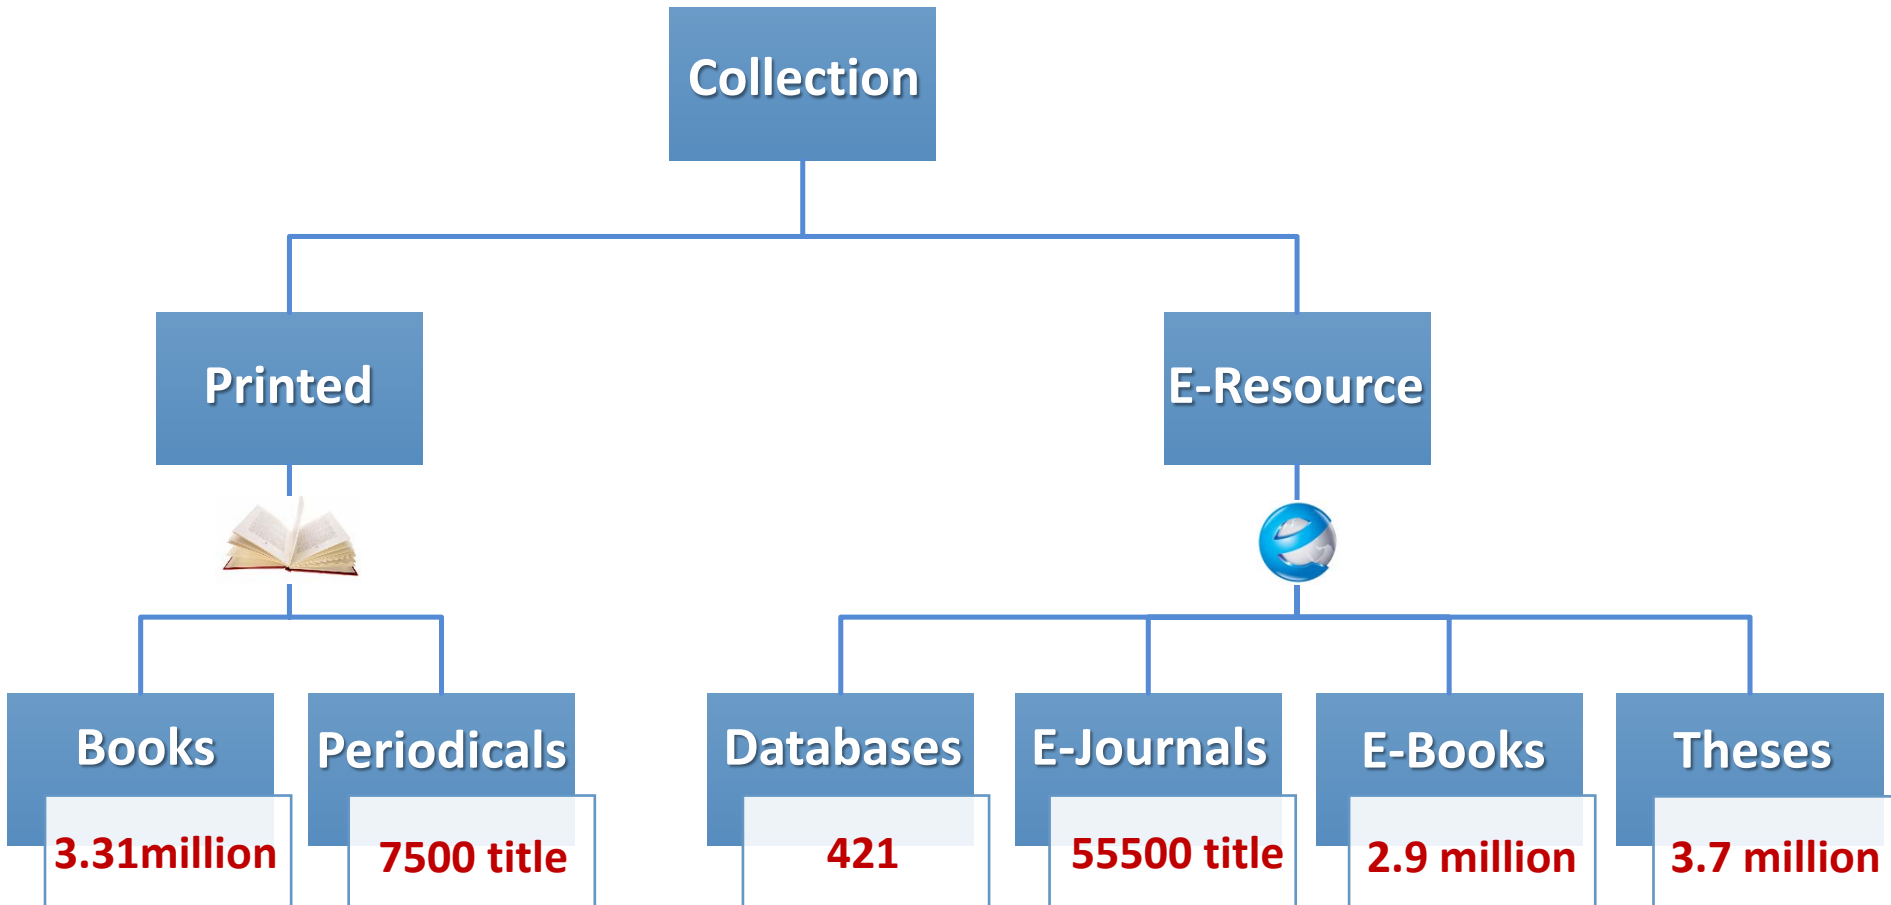 Collection
Printed
E-Resource
Books
Periodicals
Databases
E-Journals
E-Books
Theses
3.31million
7500 title
421
55500 title
2.9 million
3.7 million